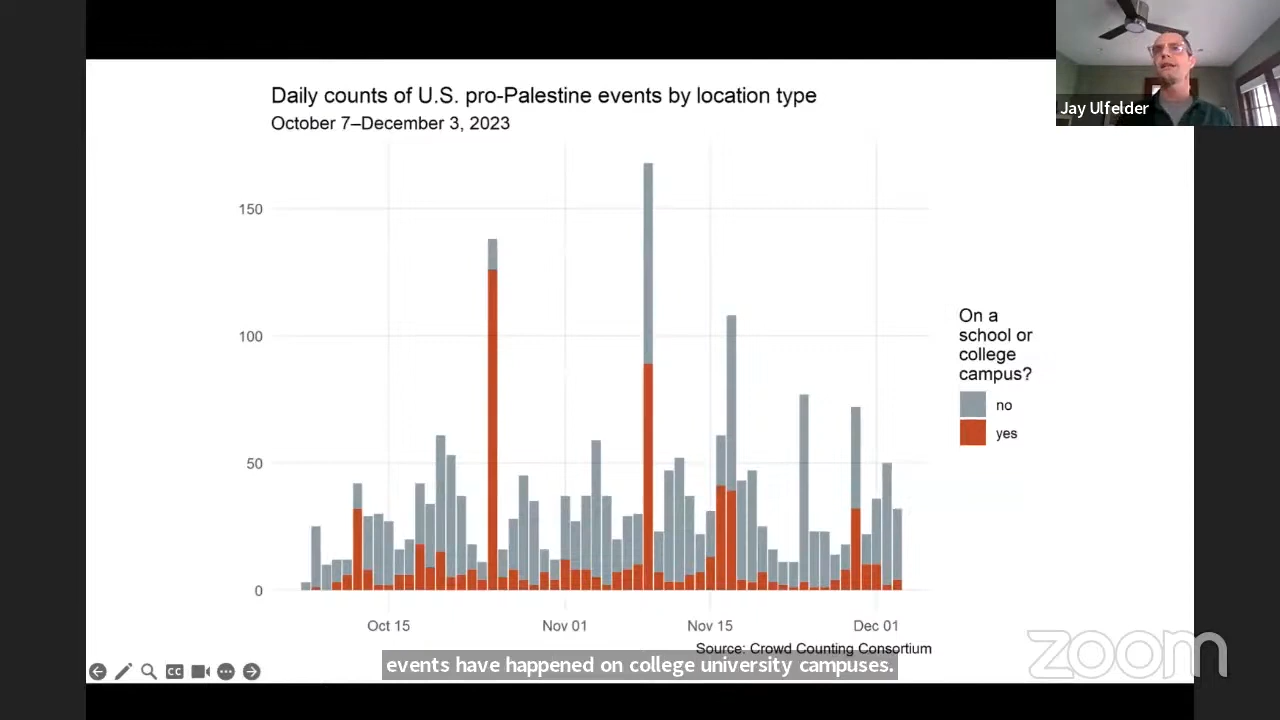 Jay Ulfelder
Daily counts of U.S. pro-Palestine events by location type
October 7–December 3, 2023
150
100
50
0
Oct 15
Nov 01
Nov 15
Dec 01
On a
school or
college
campus?
no
yes
Source: Crowd Counting Consortium
events have happened on college university campuses.
CC
zoom